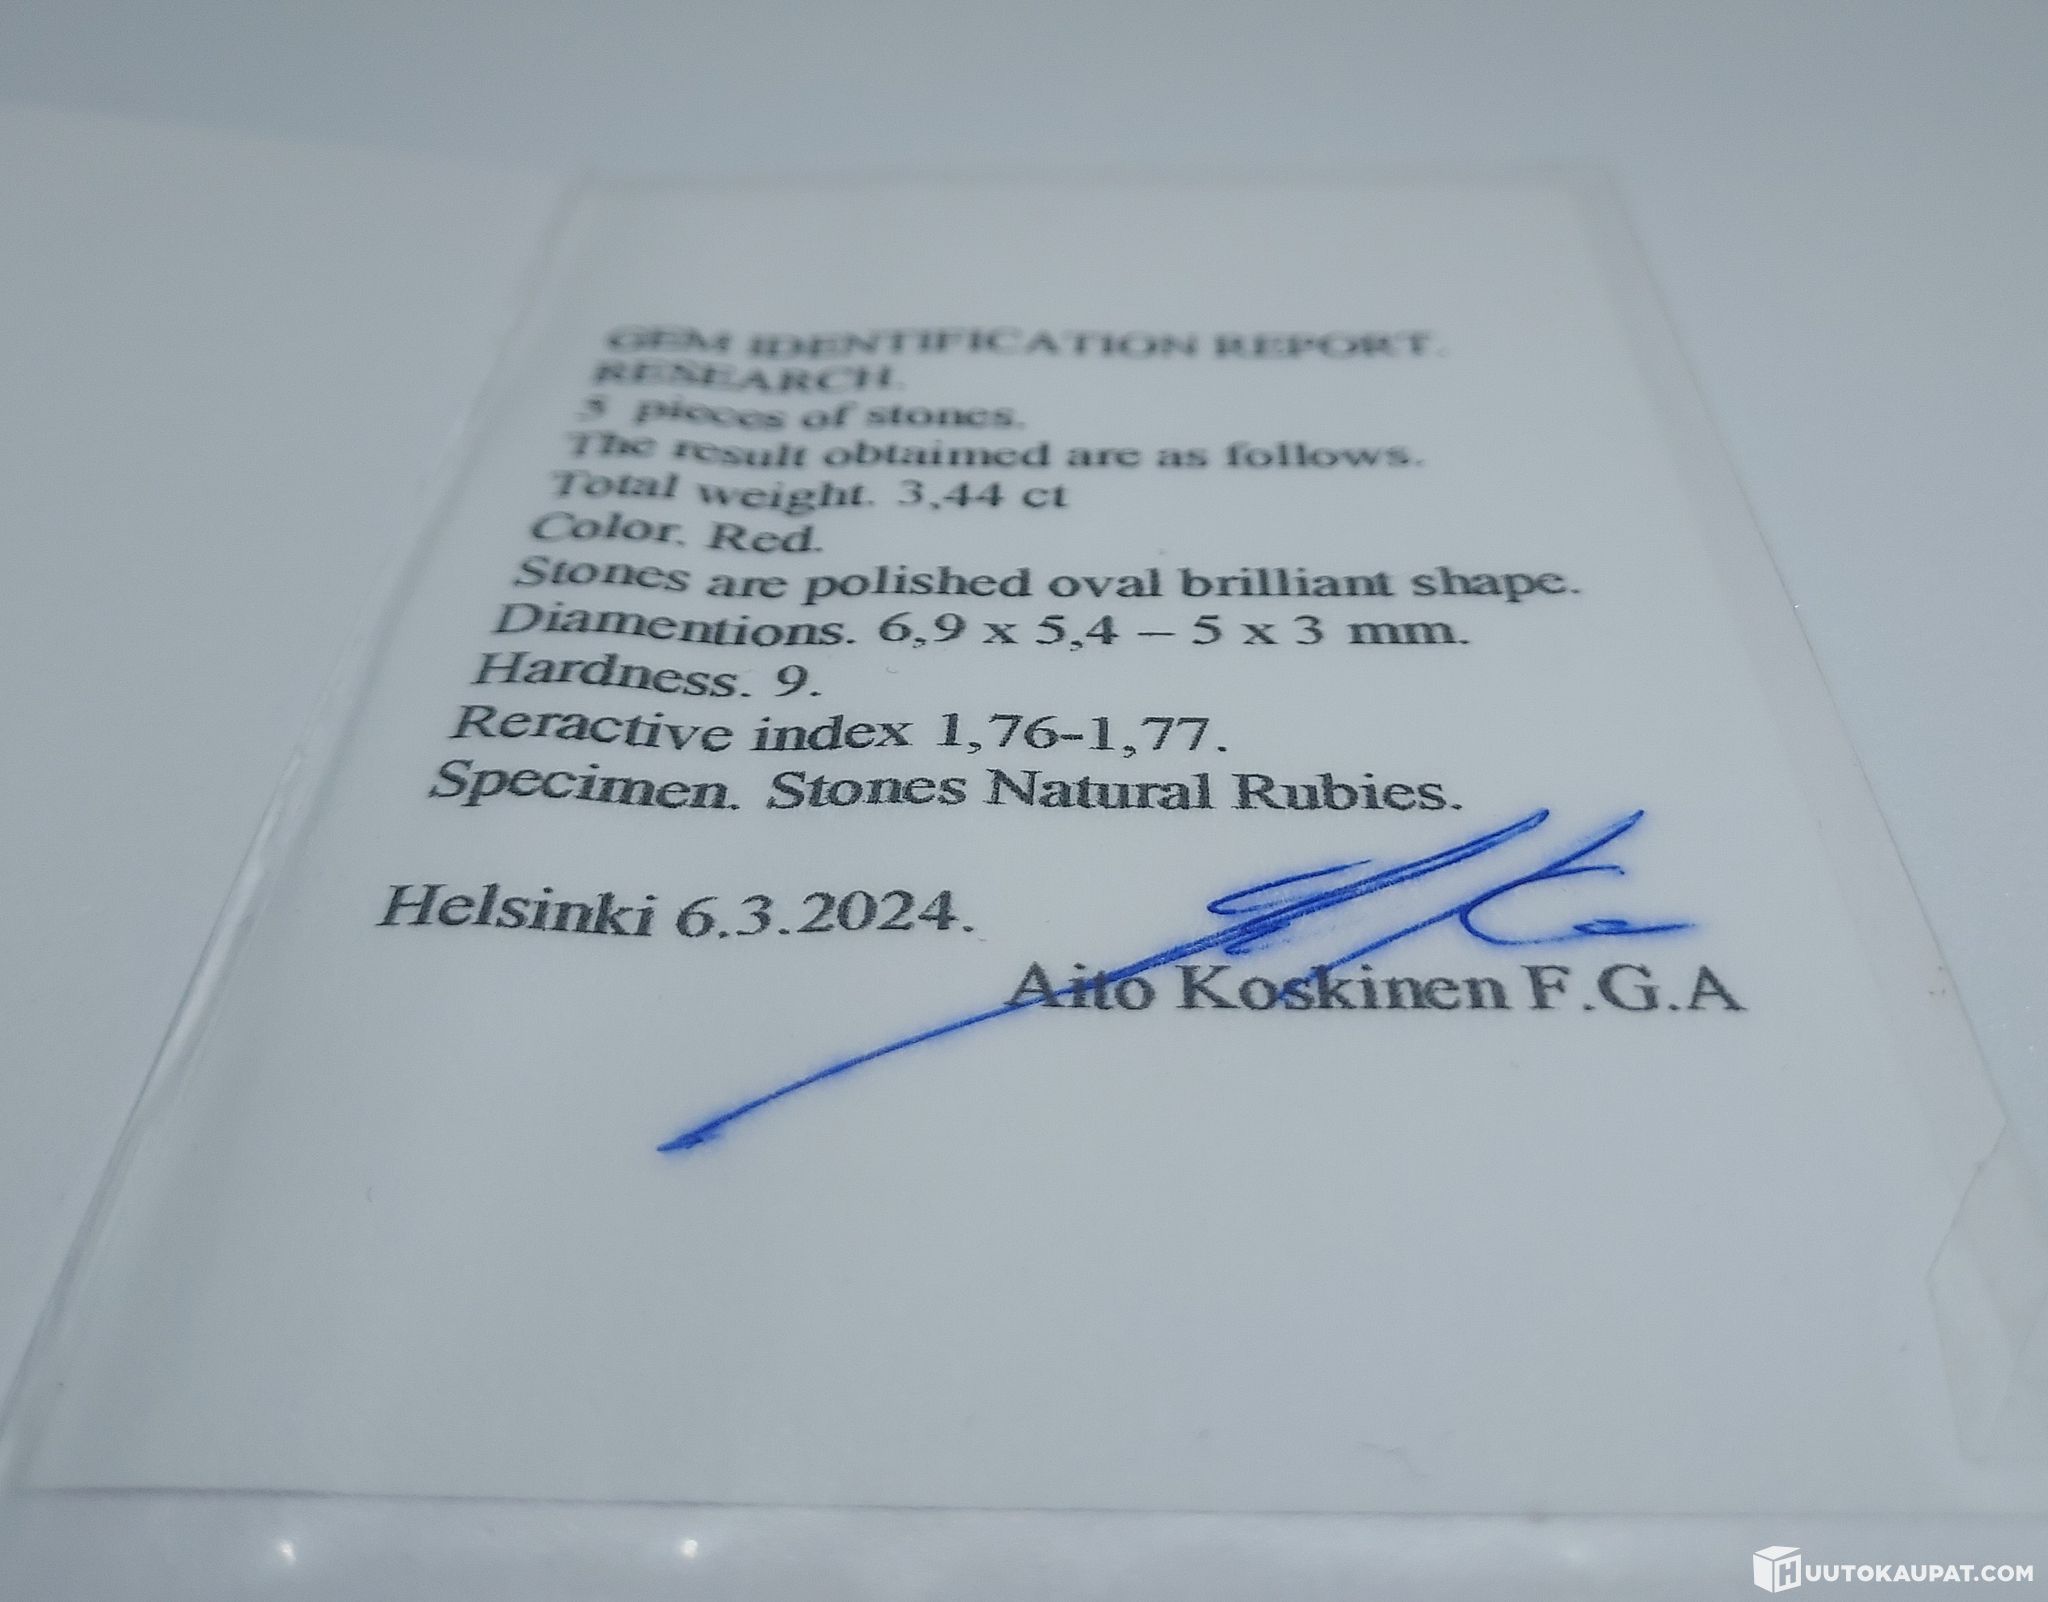 GEM IDENTIFICATION REPORT.
RESEARCH.
5 pieces of stones.
The result obtaimed are as follows.
Total weight. 3,44 ct
Color. Red.
Stones are polished oval brilliant shape.
Diamentions. 6,9 x 5,4 – 5 x 3 mm.
Hardness. 9.
Reractive index 1,76-1,77.
Specimen. Stones Natural Rubies.
Helsinki 6.3.2024.
Aito Koskinen F.G.A
HUUTOKAUPAT.COM